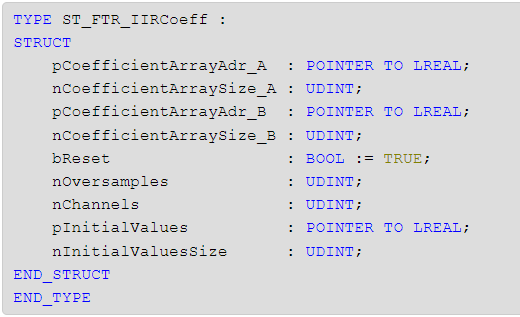 TYPE ST_FTR_IIRCoeff :
STRUCT
    pCoefficientArrayAdr_A  : POINTER TO LREAL;
    nCoefficientArraySize_A : UDINT;
    pCoefficientArrayAdr_B  : POINTER TO LREAL;
    nCoefficientArraySize_B : UDINT;
    bReset                  : BOOL := TRUE;
    nOversamples            : UDINT;
    nChannels               : UDINT;
    pInitialValues          : POINTER TO LREAL;
    nInitialValuesSize      : UDINT;
END_STRUCT
END_TYPE